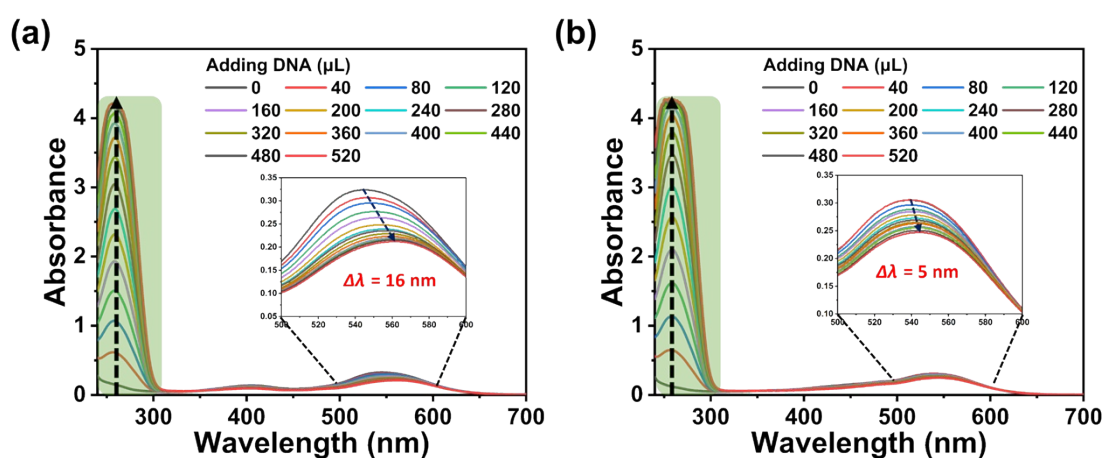 (a)
Absorbance
5
4
3
2
1
0
Adding DNA (μL)
0 40 80 120
160 200 240 280
320 360 400 440
480 520
0.35
0.30
0.25
0.20
0.15
0.10
0.05
500 520 540 560 580 600
Δλ = 16 nm
300 400 500 600 700
Wavelength (nm)
(b)
Absorbance
5
4
3
2
1
0
Adding DNA (μL)
0 40 80 120
160 200 240 280
320 360 400 440
480 520
0.35
0.30
0.25
0.20
0.15
0.10
500 520 540 560 580 600
Δλ = 5 nm
300 400 500 600 700
Wavelength (nm)